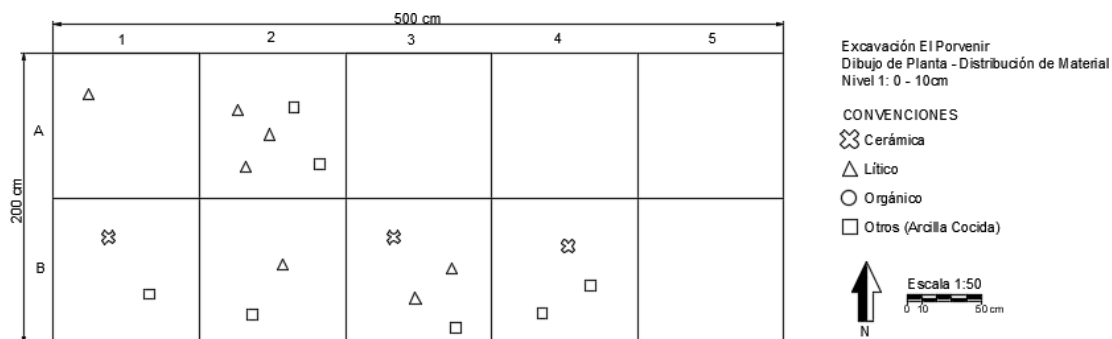 500 cm
1 2 3 4 5
A
B
200 cm
Excavación El Porvenir
Dibujo de Planta - Distribución de Material
Nivel 1: 0 - 10cm
CONVENCIONES
Cerámica
Lítico
Orgánico
Otros (Arcilla Cocida)
N
Escala 1:50
0 10 50 cm